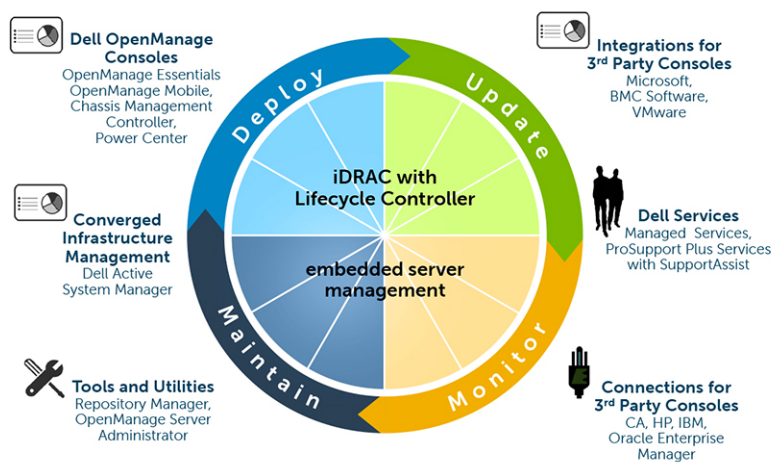 Dell OpenManage
Consoles
OpenManage Essentials
OpenManage Mobile,
Chassis Management
Controller,
Power Center
Converged
Infrastructure
Management
Dell Active
System Manager
Tools and Utilities
Repository Manager,
OpenManage Server
Administrator
Deploy
Update
Monitor
Maintain
iDRAC with
Lifecycle Controller
embedded server
management
Integrations for
3rd Party Consoles
Microsoft,
BMC Software,
VMware
Dell Services
Managed Services,
ProSupport Plus Services
with SupportAssist
Connections for
3rd Party Consoles
CA, HP, IBM,
Oracle Enterprise
Manager